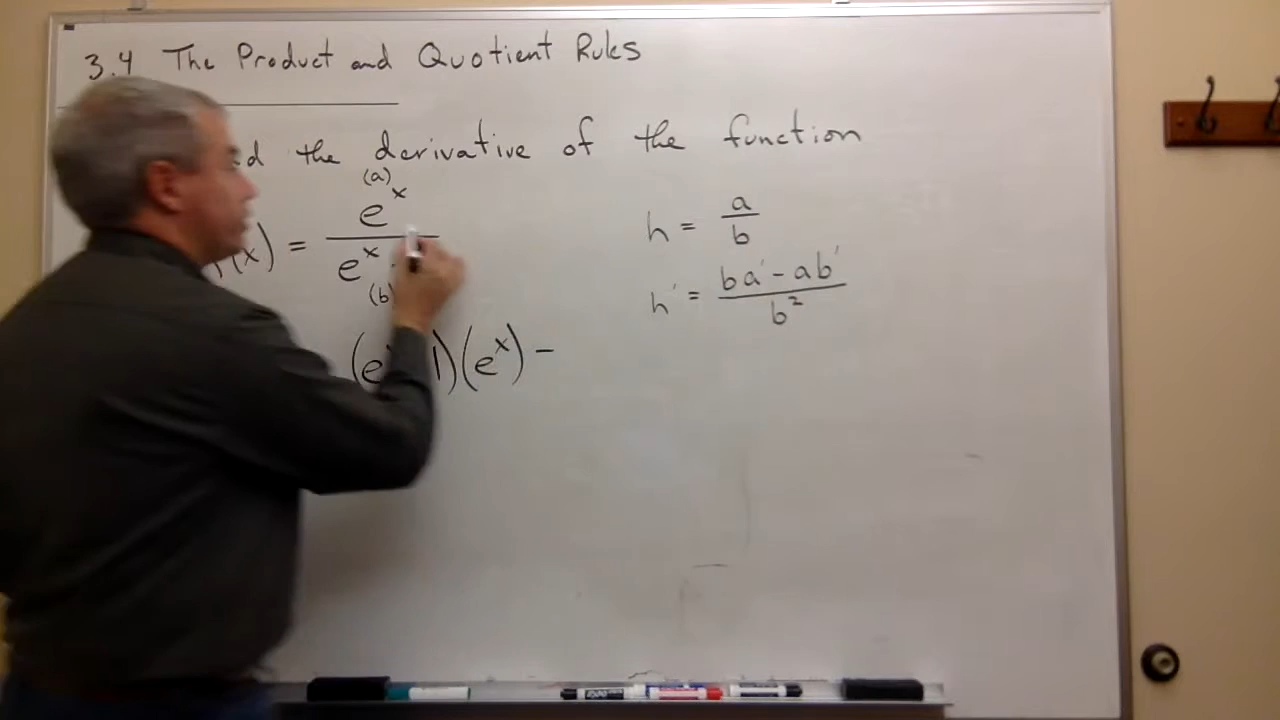 3.4 The Product and Quotient Rules
the derivative of the function
(a)
(x) = e^x / e^x
(b)
h = a/b
h' = (ba' - ab')/b²
(e 1)(e^x) -